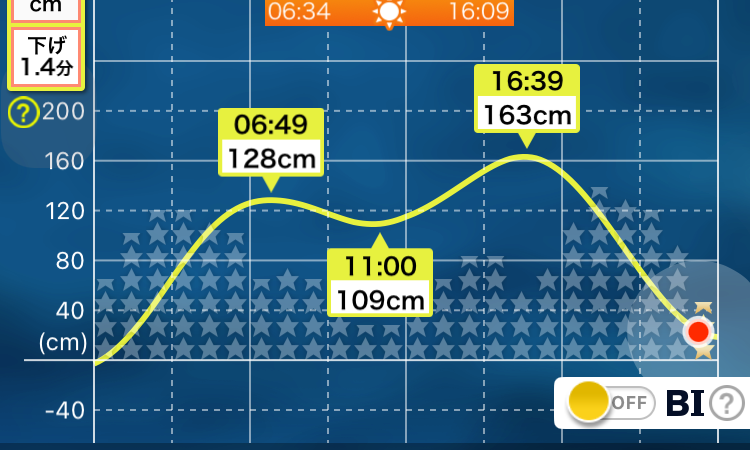 cm
06:34 16:09
下げ
1.4分
?
200
160
120
80
40
(cm)
-40
06:49
128cm
16:39
163cm
11:00
109cm
OFF BI ?